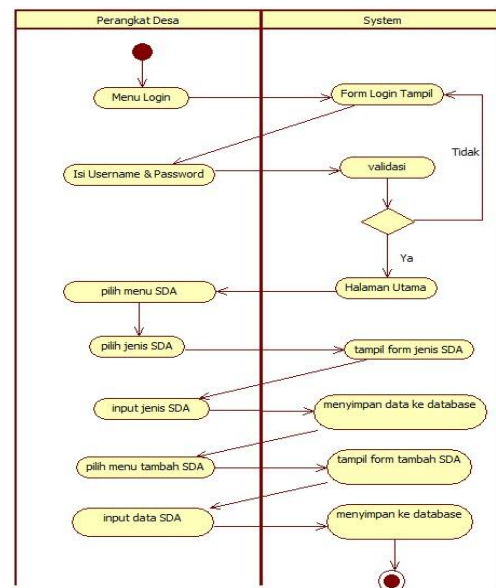 Perangkat Desa
System
Menu Login
Form Login Tampil
Tidak
Isi Username & Password
validasi
Ya
Halaman Utama
pilih menu SDA
pilih jenis SDA
tampil form jenis SDA
input jenis SDA
menyimpan data ke database
pilih menu tambah SDA
tampil form tambah SDA
input data SDA
menyimpan ke database